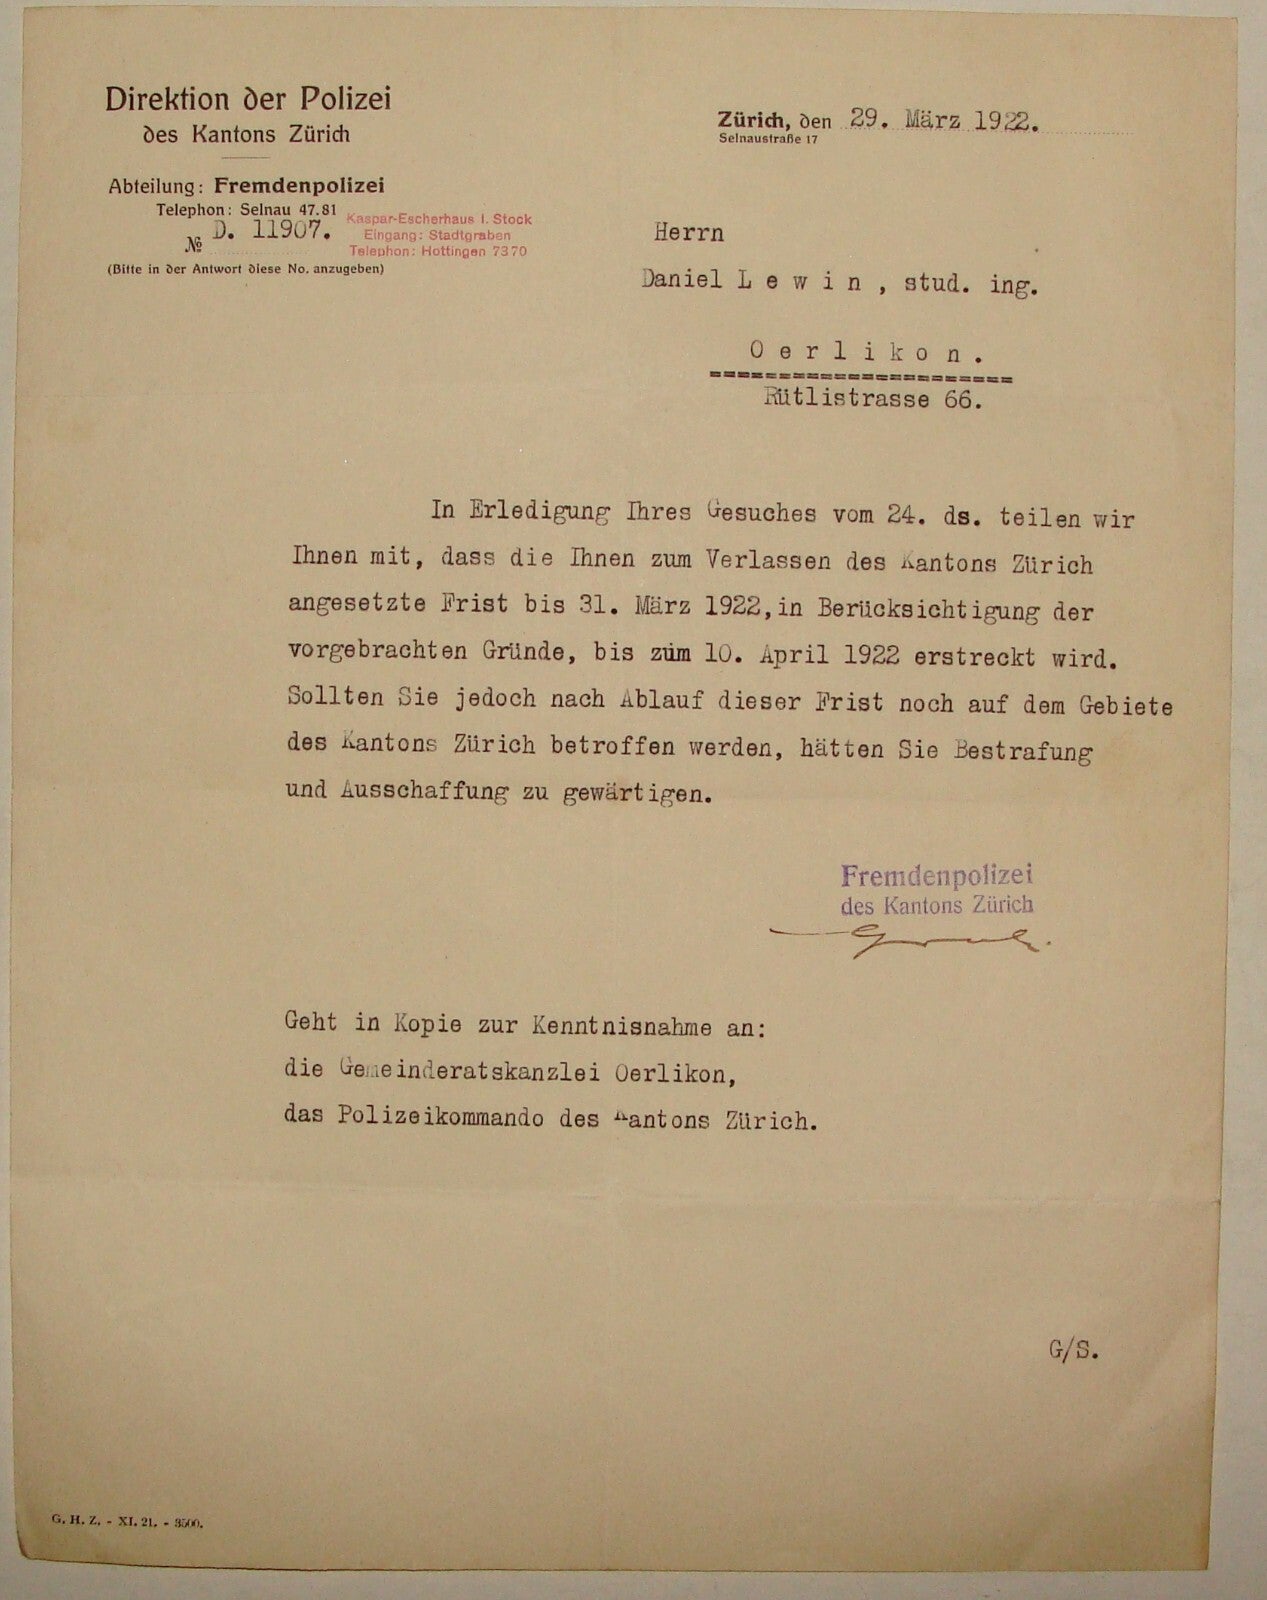 Direktion der Polizei
des Kantons Zürich
Abteilung: Fremdenpolizei
Telephon: Selnau 47.81
№ D. 11907.
(Bitte in der Antwort diese No. anzugeben)
Kaspar-Escherhaus I. Stock
Eingang: Stadtgraben
Telephon: Hottingen 7370
Zürich, den 29. März 1922.
Selnaustraße 17
Herrn
Daniel L e w i n , stud. ing.
O e r l i k o n .
======================
Rütlistrasse 66.
In Erledigung Ihres Gesuches vom 24. ds. teilen wir
Ihnen mit, dass die Ihnen zum Verlassen des Kantons Zürich
angesetzte Frist bis 31. März 1922, in Berücksichtigung der
vorgebrachten Gründe, bis zum 10. April 1922 erstreckt wird.
Sollten Sie jedoch nach Ablauf dieser Frist noch auf dem Gebiete
des Kantons Zürich betroffen werden, hätten Sie Bestrafung
und Ausschaffung zu gewärtigen.
Fremdenpolizei
des Kantons Zürich
Geht in Kopie zur Kenntnisnahme an:
die Gemeinderatskanzlei Oerlikon,
das Polizeikommando des Kantons Zürich.
G/S.
G. H. Z. - XI. 21. - 3500.